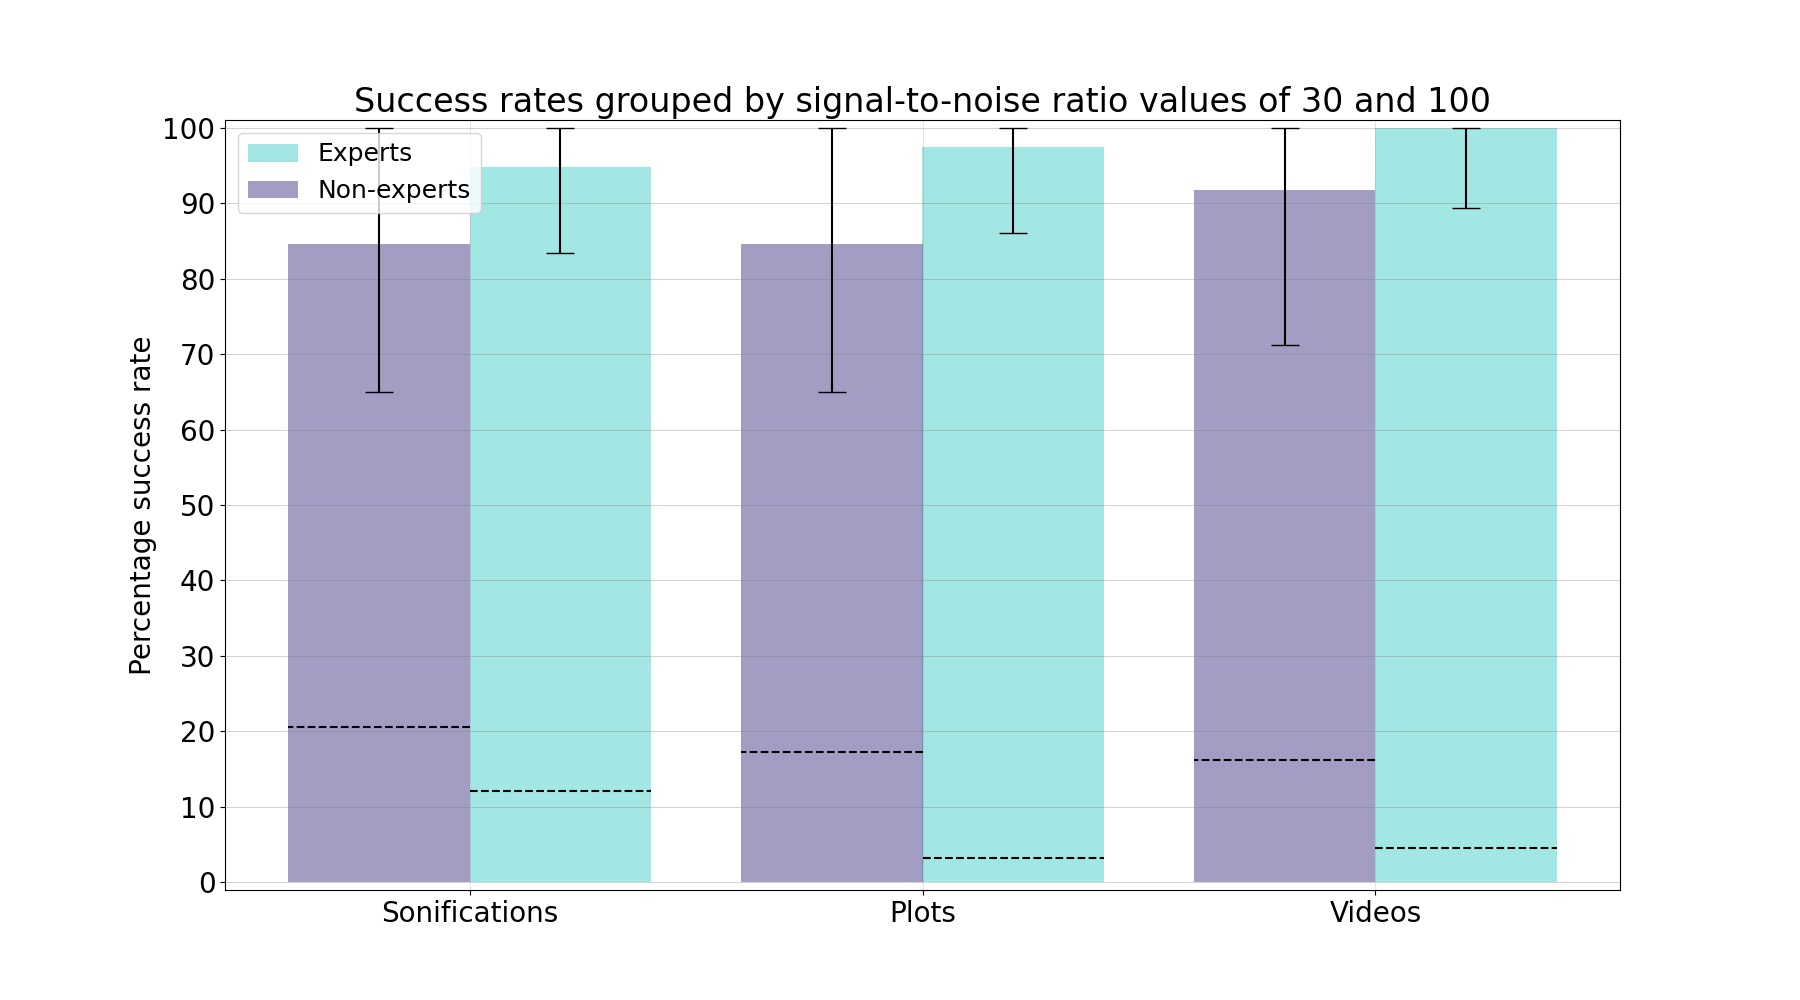 Success rates grouped by signal-to-noise ratio values of 30 and 100
Experts
Non-experts
Percentage success rate
100
90
80
70
60
50
40
30
20
10
0
Sonifications
Plots
Videos